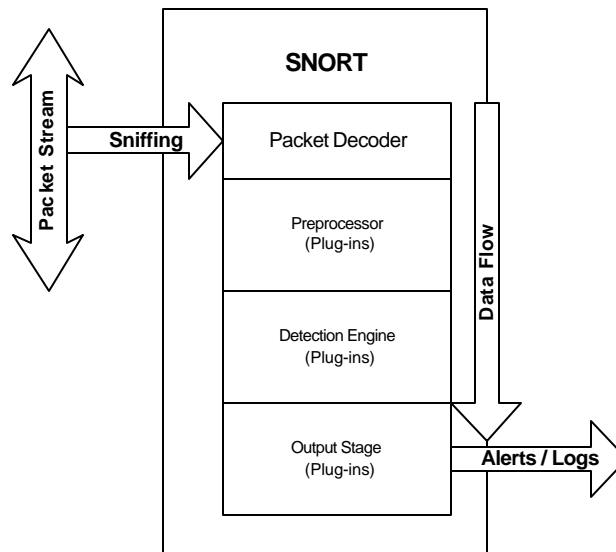 SNORT
Packet Stream
Sniffing
Packet Decoder
Preprocessor
(Plug-ins)
Data Flow
Detection Engine
(Plug-ins)
Output Stage
(Plug-ins)
Alerts / Logs